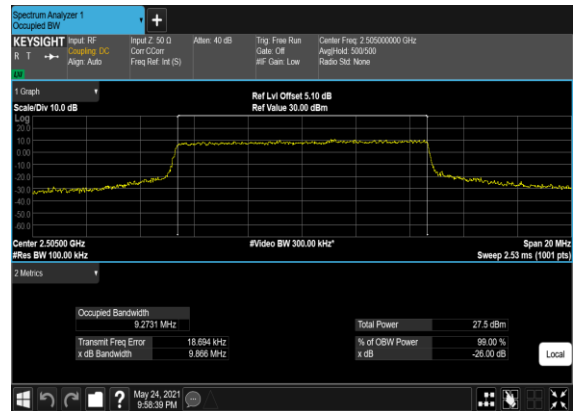 Spectrum Analyzer 1
Occupied BW
+
KEYSIGHT Input: RF Input Z: 50 Ω Atten: 40 dB Trig: Free Run Center Freq: 2.505000000 GHz
R T Coupling: DC Corr CCorr Gate: Off Avg|Hold: 500/500
Align: Auto Freq Ref: Int (S) #IF Gain: Low Radio Std: None
1 Graph
Ref Lvl Offset 5.10 dB
Scale/Div 10.0 dB Ref Value 30.00 dBm
Log
20.0
10.0
0.00
-10.0
-20.0
-30.0
-40.0
-50.0
-60.0
Center 2.50500 GHz #Video BW 300.00 kHz* Span 20 MHz
#Res BW 100.00 kHz Sweep 2.53 ms (1001 pts)
2 Metrics
Occupied Bandwidth
9.2731 MHz Total Power 27.5 dBm
Transmit Freq Error 18.694 kHz % of OBW Power 99.00 %
x dB Bandwidth 9.866 MHz x dB -26.00 dB
Local
? May 24, 2021
9:58:39 PM